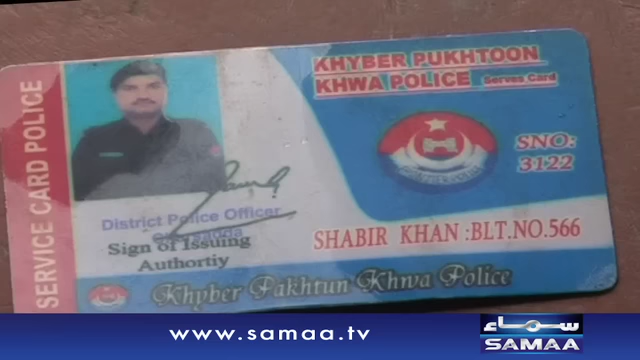 SERVICE CARD POLICE
KHYBER PUKHTOON
KHWA POLICE Serves Card
SNO:
3122
District Police Officer
Sign of Issuing
Authortiy
SHABIR KHAN :BLT.NO.566
Khyber Pakhtun Khwa Police
www.samaa.tv
سماء
SAMAA